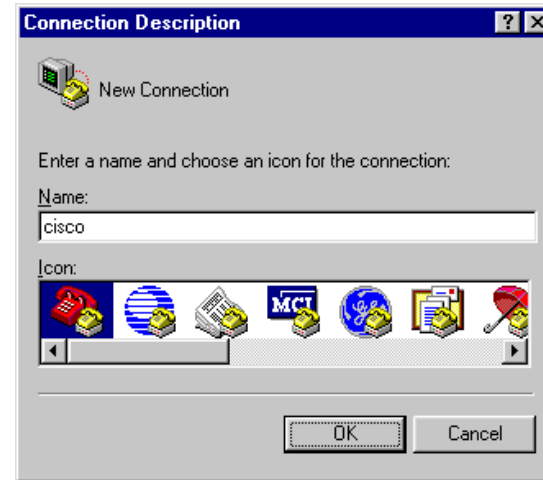 Connection Description
New Connection
Enter a name and choose an icon for the connection:
Name:
cisco
Icon:
MCI
OK
Cancel